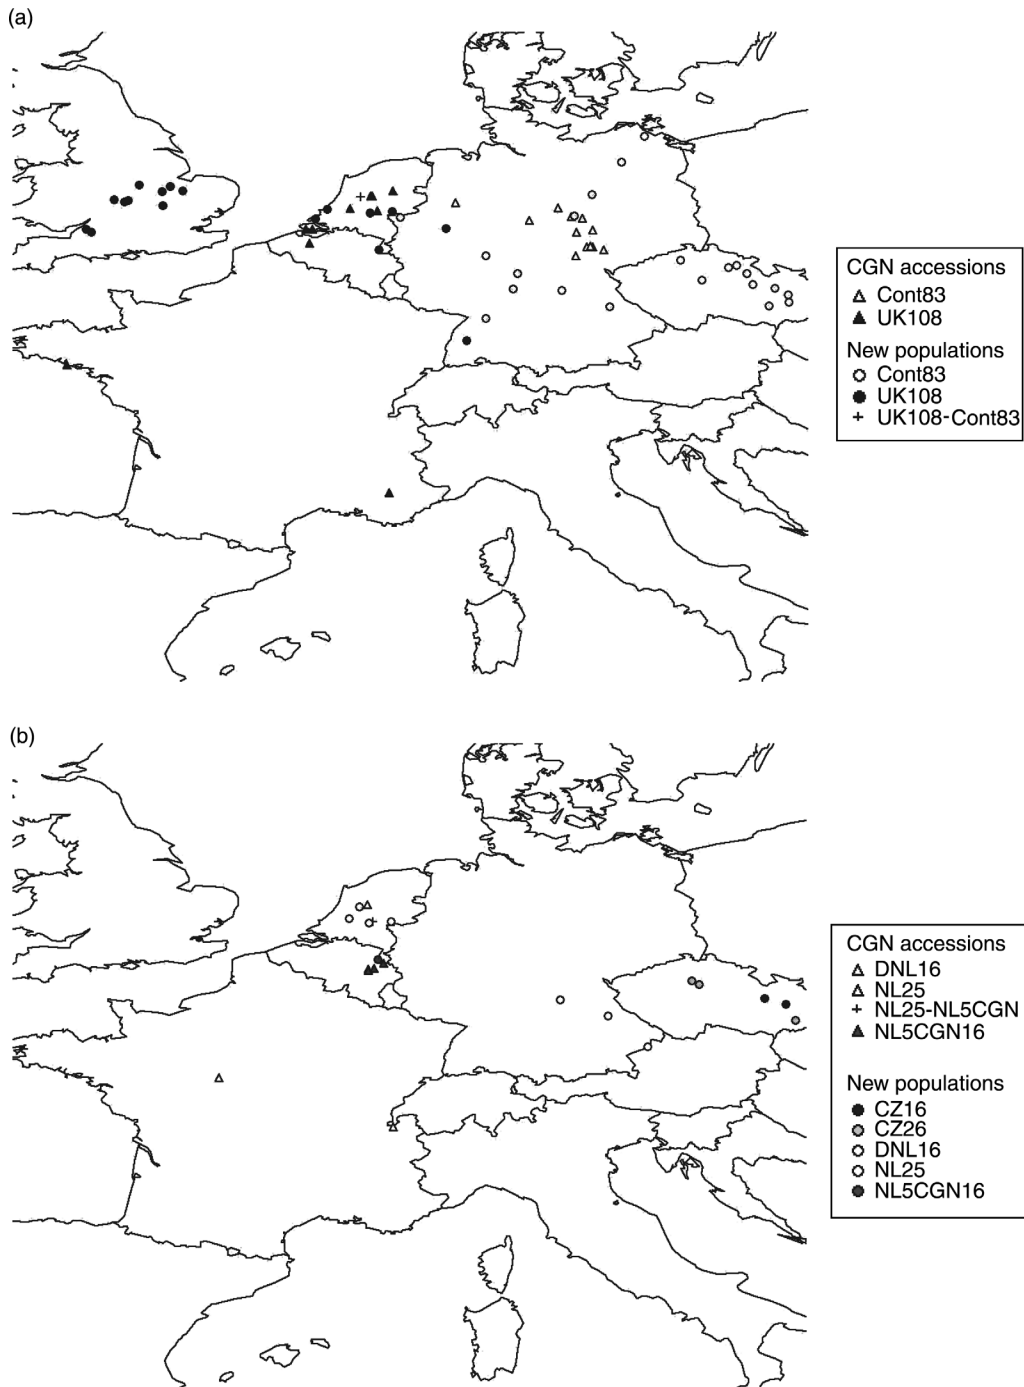 (a)
CGN accessions
Cont83
UK108
New populations
Cont83
UK108
UK108-Cont83
(b)
CGN accessions
DNL16
NL25
NL25-NL5CGN
NL5CGN16
New populations
CZ16
CZ26
DNL16
NL25
NL5CGN16